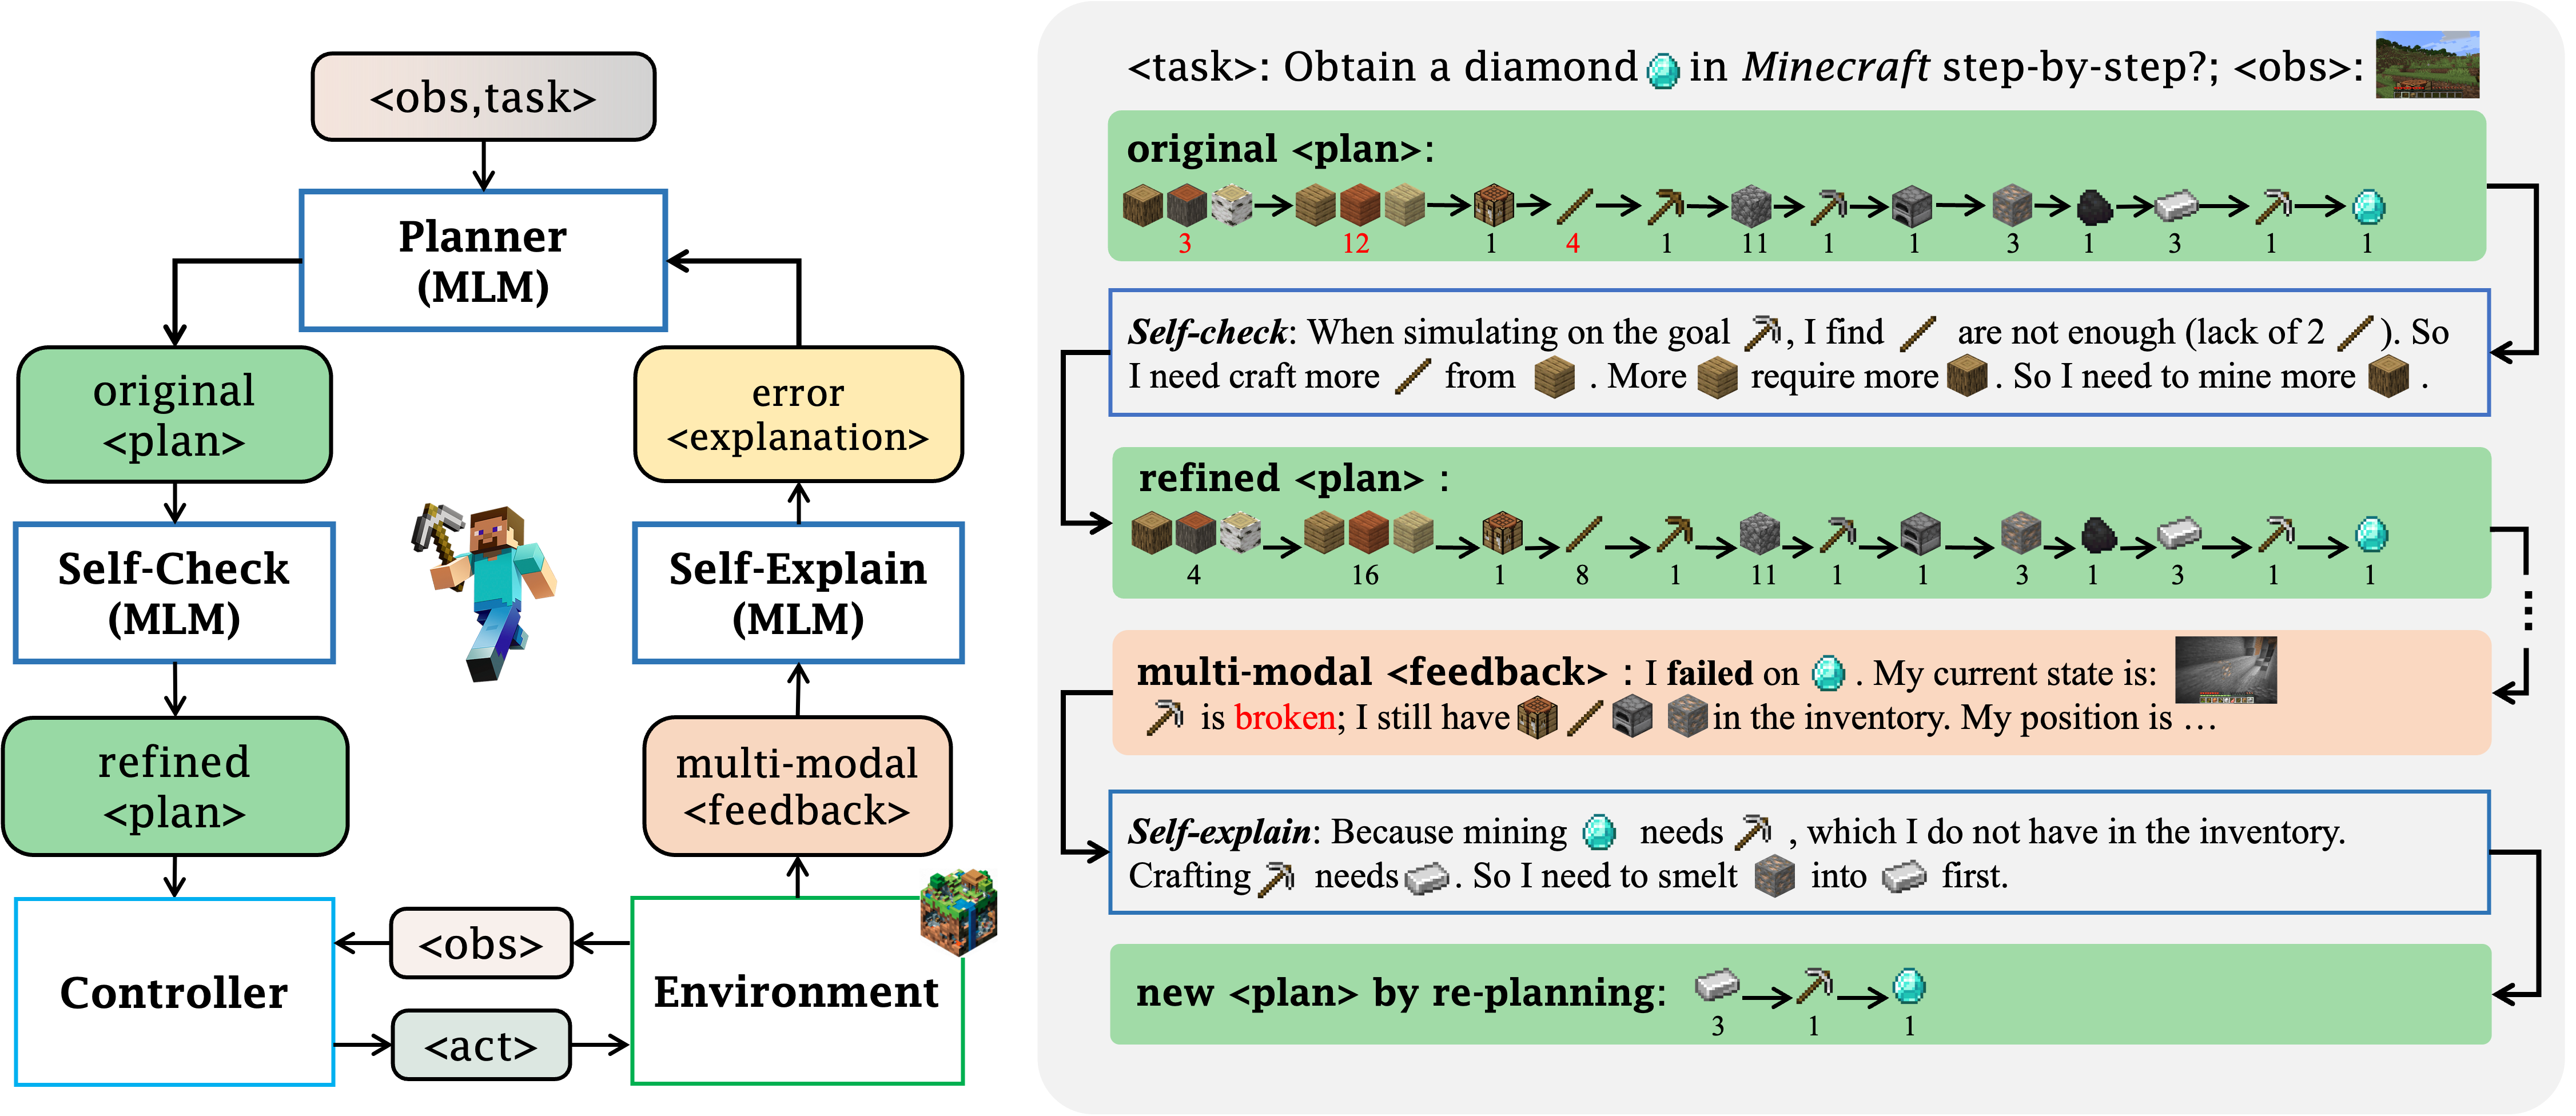 <obs,task>
Planner
(MLM)
original
<plan>
error
<explanation>
Self-Check
(MLM)
Self-Explain
(MLM)
refined
<plan>
multi-modal
<feedback>
Controller
<obs>
<act>
Environment
<task>: Obtain a diamond in Minecraft step-by-step?; <obs>:
original <plan>:
3 12 1 4 1 11 1 1 3 1 3 1 1
Self-check: When simulating on the goal , I find are not enough (lack of 2 ). So
I need craft more from . More require more . So I need to mine more .
refined <plan> :
4 16 1 8 1 11 1 1 3 1 3 1 1
multi-modal <feedback> : I failed on . My current state is:
is broken; I still have in the inventory. My position is …
Self-explain: Because mining needs , which I do not have in the inventory.
Crafting needs . So I need to smelt into first.
new <plan> by re-planning:
3 1 1